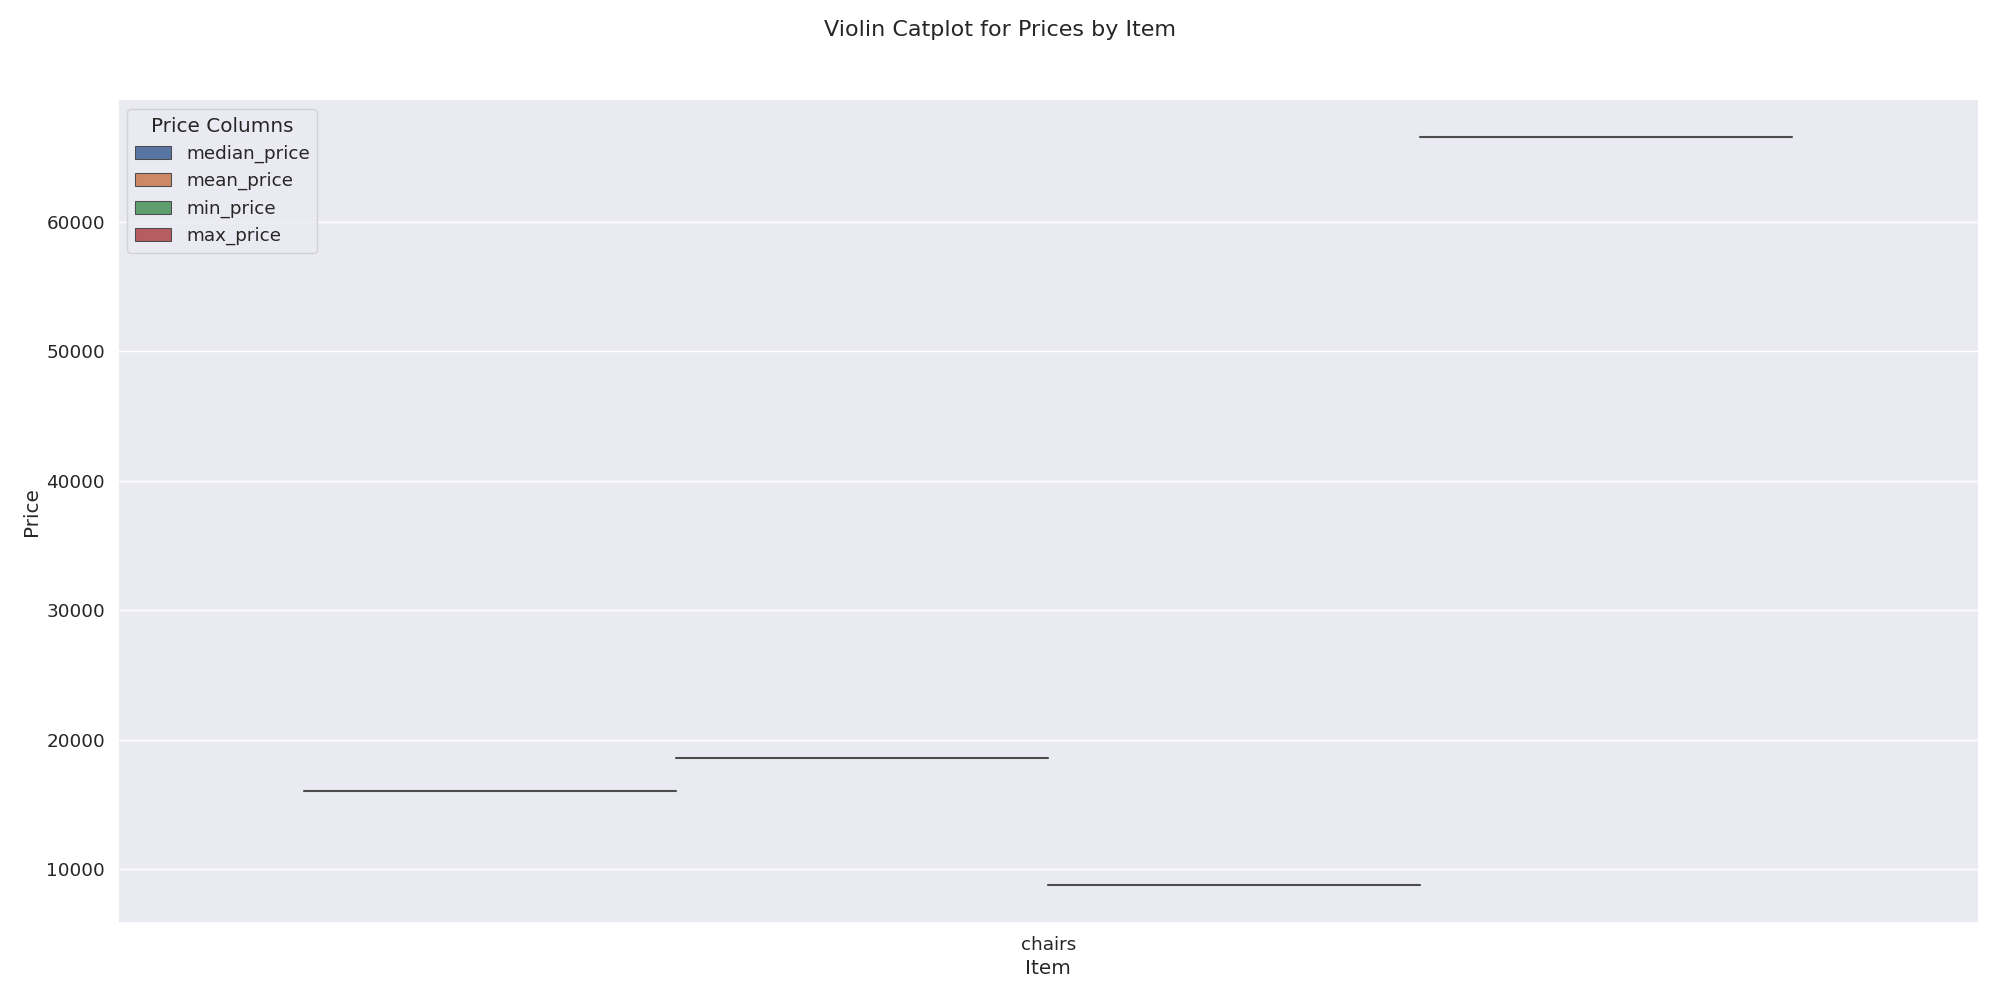 Violin Catplot for Prices by Item
Price Columns
median_price
mean_price
min_price
max_price
60000
50000
40000
30000
20000
10000
Price
chairs
Item